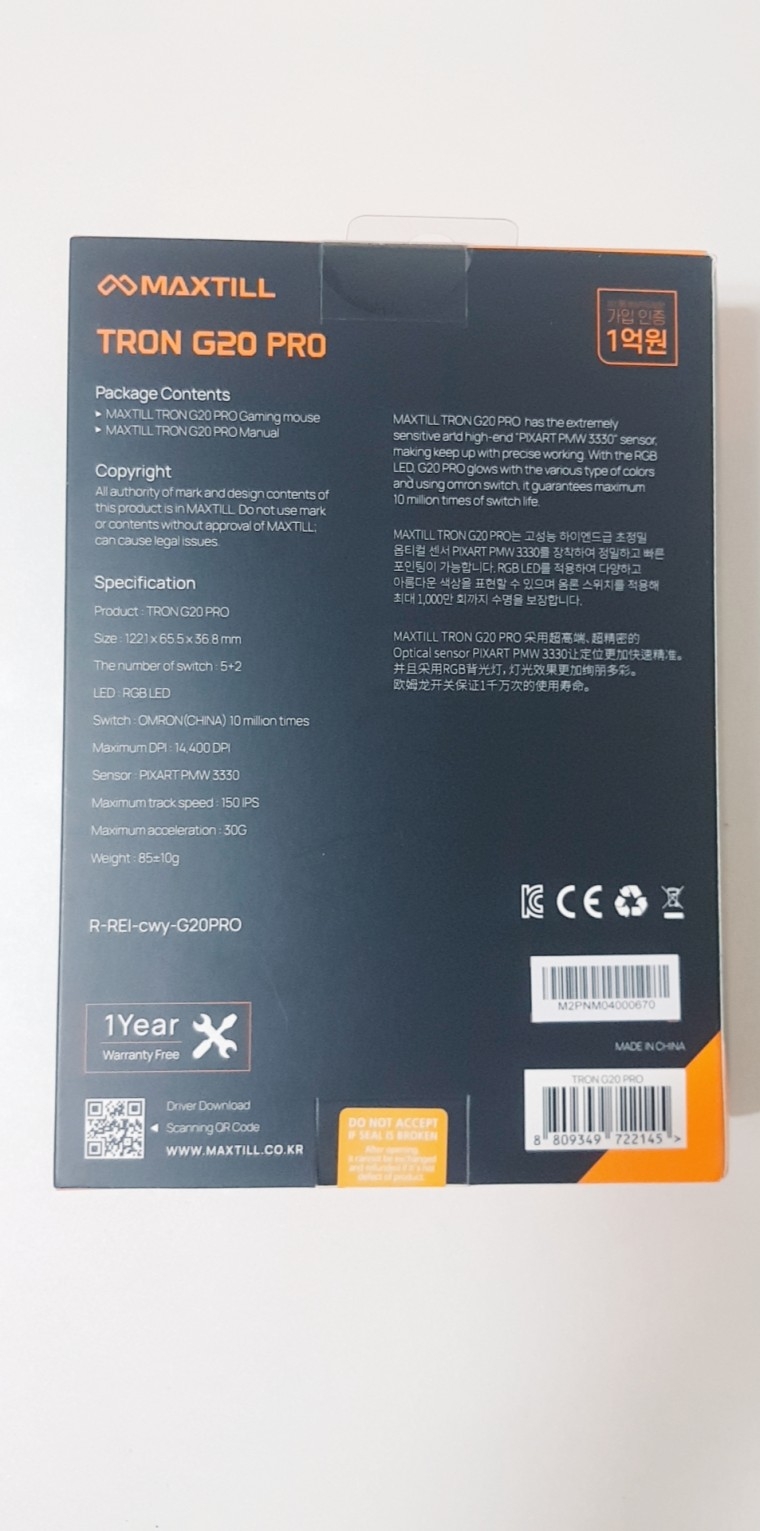 MAXTILL
TRON G20 PRO
가입 인증
1억원
Package Contents
▸ MAXTILL TRON G20 PRO Gaming mouse
▸ MAXTILL TRON G20 PRO Manual
Copyright
All authority of mark and design contents of
this product is in MAXTILL. Do not use mark
or contents without approval of MAXTILL;
can cause legal issues.
Specification
Product : TRON G20 PRO
Size : 122.1 x 65.5 x 36.8 mm
The number of switch : 5+2
LED : RGB LED
Switch : OMRON(CHINA) 10 million times
Maximum DPI : 14,400 DPI
Sensor : PIXART PMW 3330
Maximum track speed : 150 IPS
Maximum acceleration : 30G
Weight : 85±10g
R-REI-cwy-G20PRO
MAXTILL TRON G20 PRO has the extremely
sensitive and high-end "PIXART PMW 3330" sensor,
making keep up with precise working. With the RGB
LED, G20 PRO glows with the various type of colors
and using omron switch, it guarantees maximum
10 million times of switch life.
MAXTILL TRON G20 PRO는 고성능 하이엔드급 초정밀
옵티컬 센서 PIXART PMW 3330를 장착하여 정밀하고 빠른
포인팅이 가능합니다. RGB LED를 적용하여 다양하고
아름다운 색상을 표현할 수 있으며 옴론 스위치를 적용해
최대 1,000만 회까지 수명을 보장합니다.
MAXTILL TRON G20 PRO 采用超高端、超精密的
Optical sensor PIXART PMW 3330让定位更加快速精准。
并且采用RGB背光灯, 灯光效果更加绚丽多彩。
欧姆龙开关保证1千万次的使用寿命。
CE
M2PNM04000670
MADE IN CHINA
TRON G20 PRO
8 809349 722145 >
1Year
Warranty Free
Driver Download
◀ Scanning QR Code
WWW.MAXTILL.CO.KR
DO NOT ACCEPT
IF SEAL IS BROKEN
After opening,
it cannot be exchanged
and refunded if it's not
defect of product.